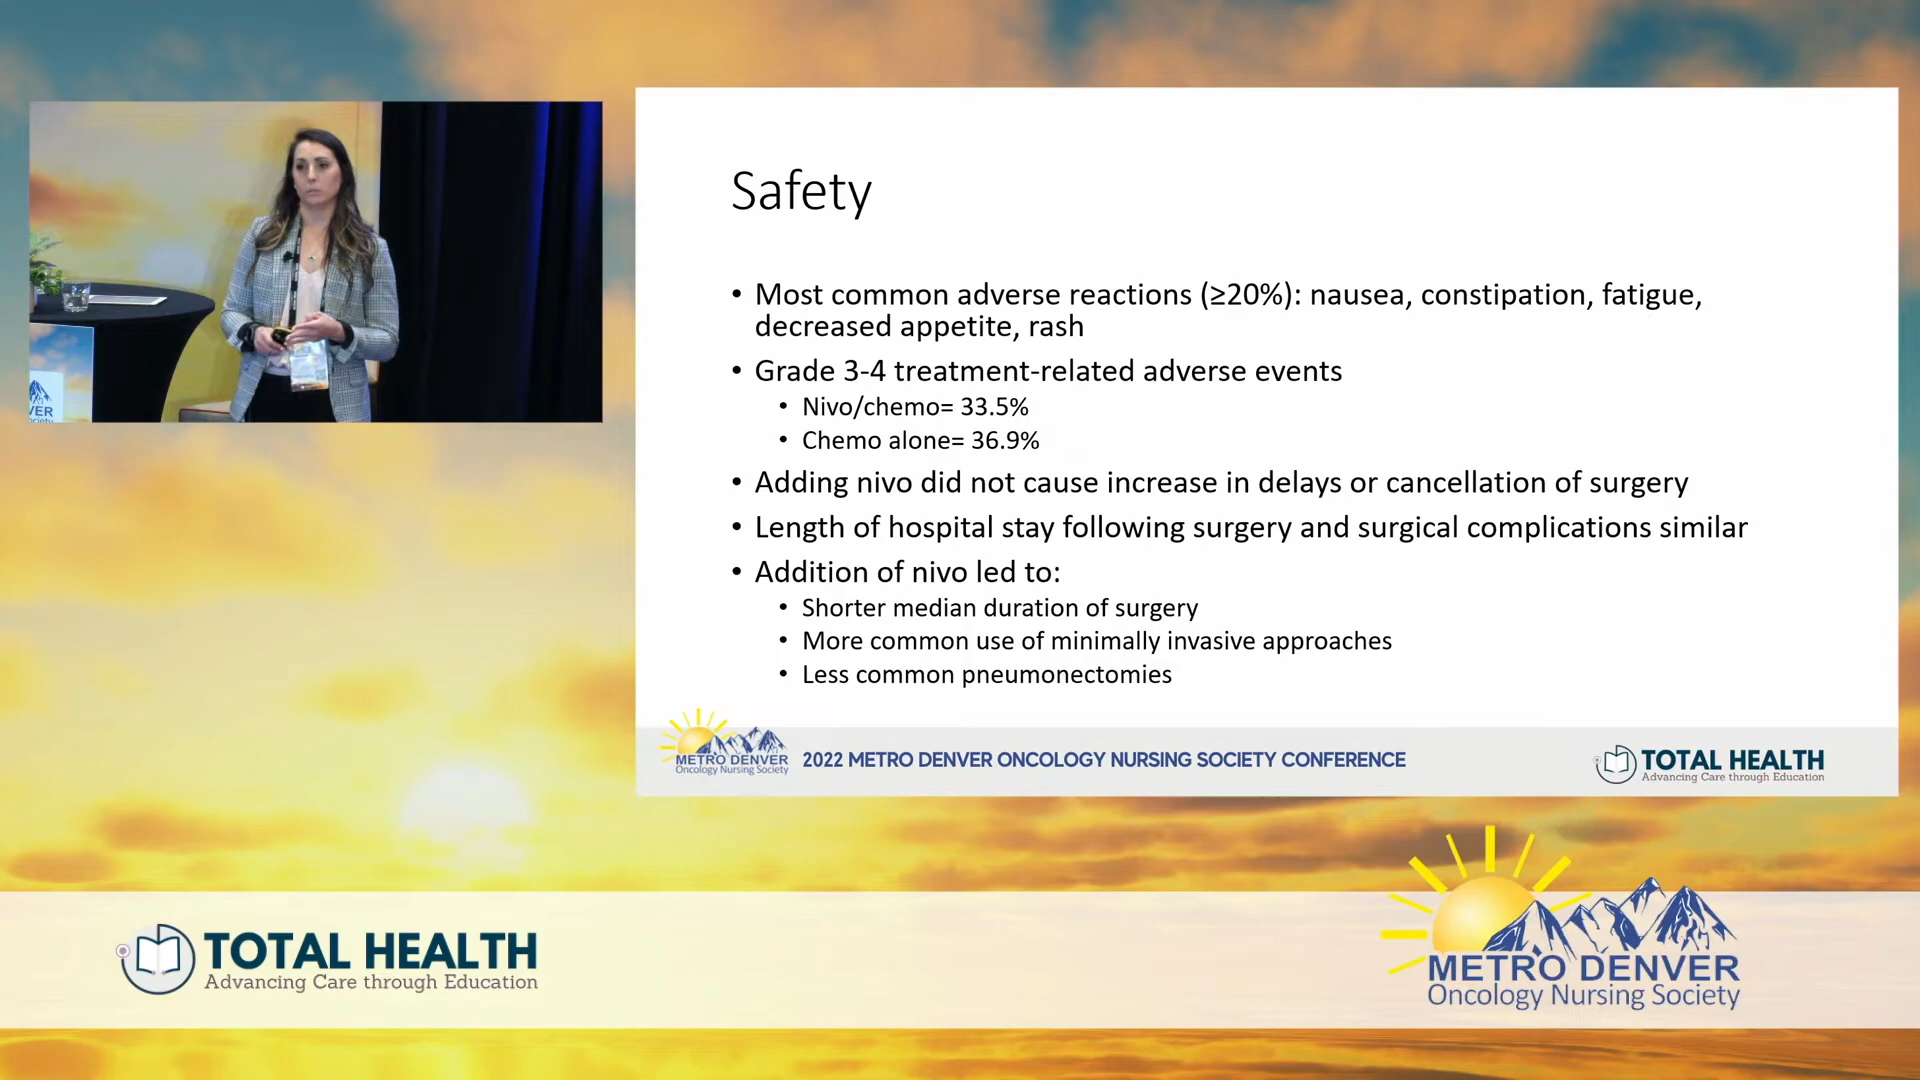 Safety
• Most common adverse reactions (≥20%): nausea, constipation, fatigue,
decreased appetite, rash
• Grade 3-4 treatment-related adverse events
• Nivo/chemo= 33.5%
• Chemo alone= 36.9%
• Adding nivo did not cause increase in delays or cancellation of surgery
• Length of hospital stay following surgery and surgical complications similar
• Addition of nivo led to:
• Shorter median duration of surgery
• More common use of minimally invasive approaches
• Less common pneumonectomies
METRO DENVER
Oncology Nursing Society
2022 METRO DENVER ONCOLOGY NURSING SOCIETY CONFERENCE
TOTAL HEALTH
Advancing Care through Education
VER
TOTAL HEALTH
Advancing Care through Education
METRO DENVER
Oncology Nursing Society